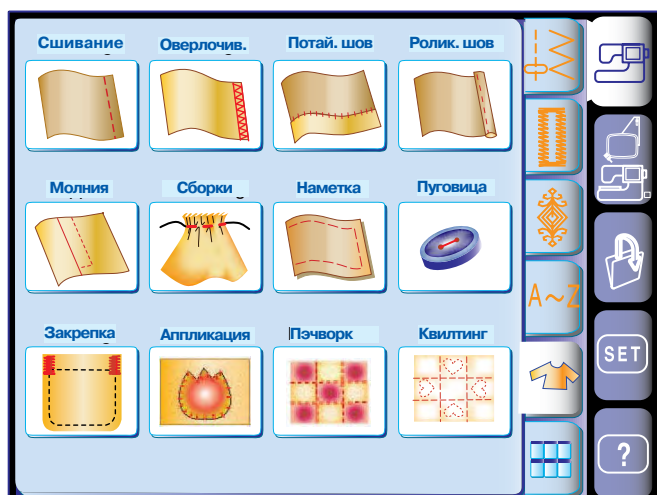 Сшивание
Оверлочив.
Потай. шов
Ролик. шов
Молния
Сборки
Наметка
Пуговица
Закрепка
Аппликация
Пэчворк
Квилтинг
A~Z
SET
?